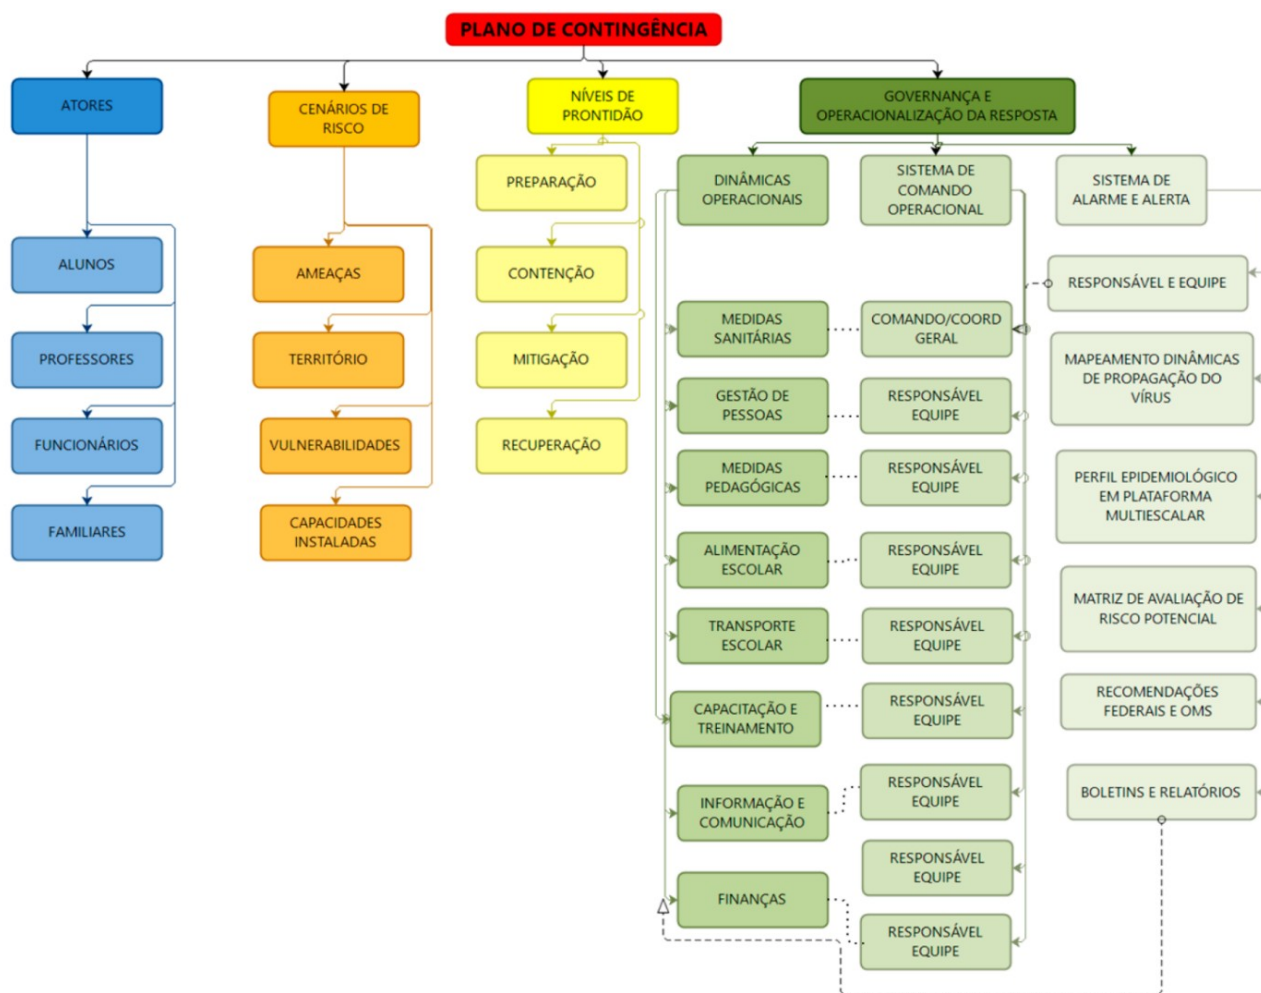 PLANO DE CONTINGÊNCIA
ATORES
CENÁRIOS DE
RISCO
NÍVEIS DE
PRONTIDÃO
GOVERNANÇA E
OPERACIONALIZAÇÃO DA RESPOSTA
ALUNOS
PROFESSORES
FUNCIONÁRIOS
FAMILIARES
AMEAÇAS
TERRITÓRIO
VULNERABILIDADES
CAPACIDADES
INSTALADAS
PREPARAÇÃO
CONTENÇÃO
MITIGAÇÃO
RECUPERAÇÃO
DINÂMICAS
OPERACIONAIS
MEDIDAS
SANITÁRIAS
GESTÃO DE
PESSOAS
MEDIDAS
PEDAGÓGICAS
ALIMENTAÇÃO
ESCOLAR
TRANSPORTE
ESCOLAR
CAPACITAÇÃO E
TREINAMENTO
INFORMAÇÃO E
COMUNICAÇÃO
FINANÇAS
SISTEMA DE
COMANDO
OPERACIONAL
COMANDO/COORD
GERAL
RESPONSÁVEL
EQUIPE
RESPONSÁVEL
EQUIPE
RESPONSÁVEL
EQUIPE
RESPONSÁVEL
EQUIPE
RESPONSÁVEL
EQUIPE
RESPONSÁVEL
EQUIPE
RESPONSÁVEL
EQUIPE
RESPONSÁVEL
EQUIPE
SISTEMA DE
ALARME E ALERTA
RESPONSÁVEL E EQUIPE
MAPEAMENTO DINÂMICAS
DE PROPAGAÇÃO DO
VÍRUS
PERFIL EPIDEMIOLÓGICO
EM PLATAFORMA
MULTIESCALAR
MATRIZ DE AVALIAÇÃO DE
RISCO POTENCIAL
RECOMENDAÇÕES
FEDERAIS E OMS
BOLETINS E RELATÓRIOS